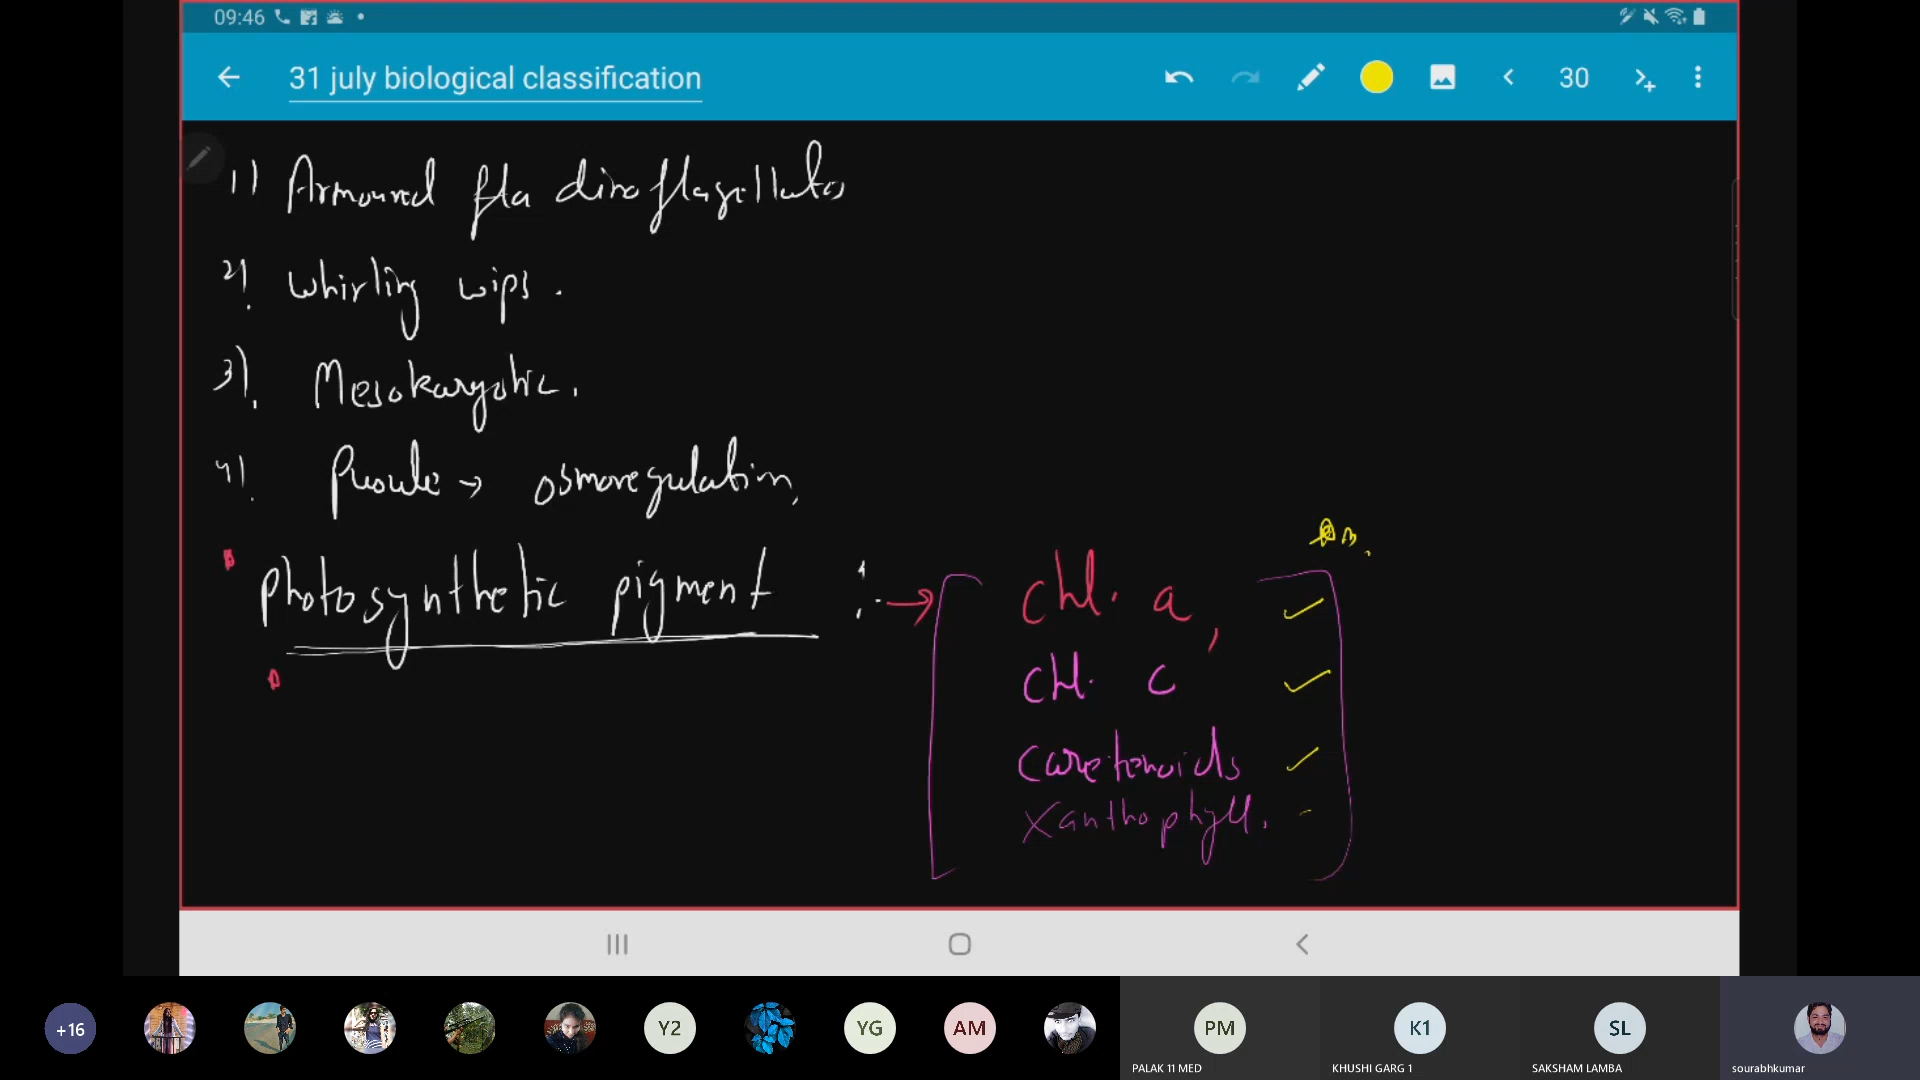 09:46
31 july biological classification
30
1) Armoured fla dinoflagellates
2) Whirling wips.
3). Mesokaryotic.
4) Pusule → osmoregulation,
photosynthetic pigment :- →
chl. a,
chl. c
Caretenoids
Xanthophyll.
+16
Y2
YG
AM
PM
PALAK 11 MED
K1
KHUSHI GARG 1
SL
SAKSHAM LAMBA
sourabhkumar